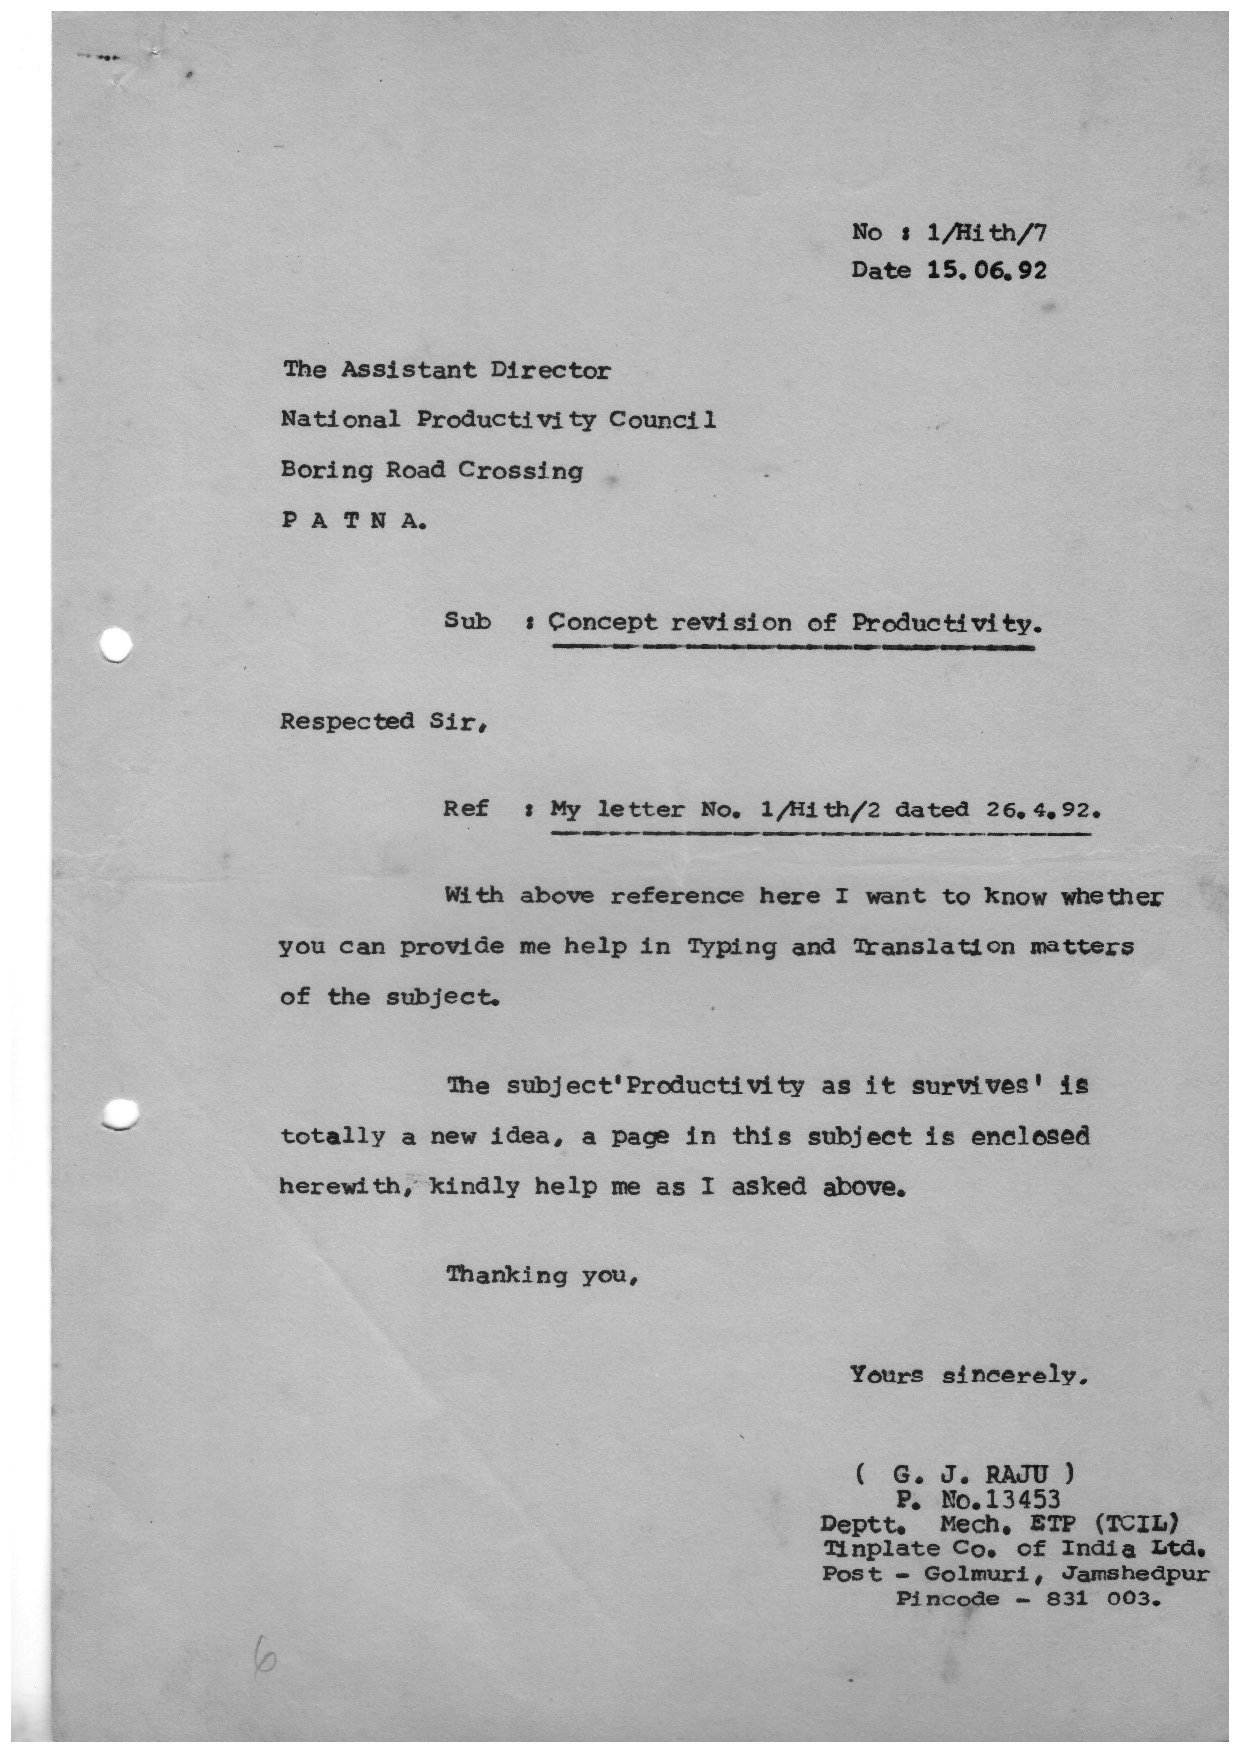 No : 1/Hith/7
Date 15.06.92
The Assistant Director
National Productivity Council
Boring Road Crossing
P A T N A.
Sub : Concept revision of Productivity.
Respected Sir,
Ref : My letter No. 1/Hith/2 dated 26.4.92.
With above reference here I want to know whether
you can provide me help in Typing and Translation matters
of the subject.
The subject'Productivity as it survives' is
totally a new idea, a page in this subject is enclosed
herewith, kindly help me as I asked above.
Thanking you,
Yours sincerely.
( G. J. RAJU )
P. No.13453
Deptt. Mech. ETP (TCIL)
Tinplate Co. of India Ltd.
Post - Golmuri, Jamshedpur
Pincode - 831 003.
6